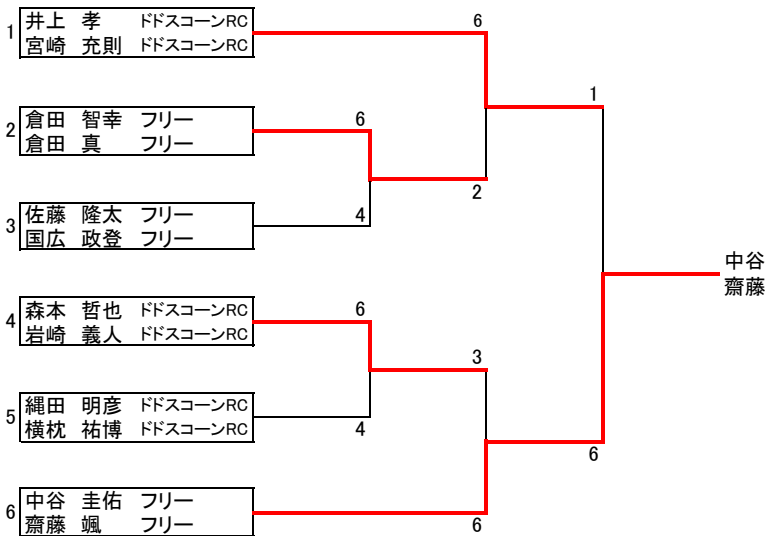 1
井上 孝 ドドスコーンRC
宮崎 充則 ドドスコーンRC
6
2
倉田 智幸 フリー
倉田 真 フリー
6
3
佐藤 隆太 フリー
国広 政登 フリー
4
2
1
4
森本 哲也 ドドスコーンRC
岩崎 義人 ドドスコーンRC
6
5
縄田 明彦 ドドスコーンRC
横枕 祐博 ドドスコーンRC
4
3
6
中谷 圭佑 フリー
齋藤 颯 フリー
6
6
中谷
齋藤